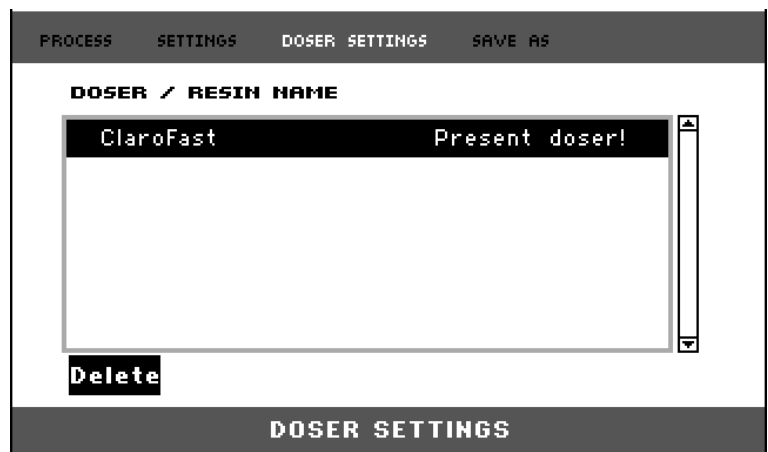 PROCESS SETTINGS DOSER SETTINGS SAVE AS
DOSER / RESIN NAME
ClaroFast Present doser!
Delete
DOSER SETTINGS